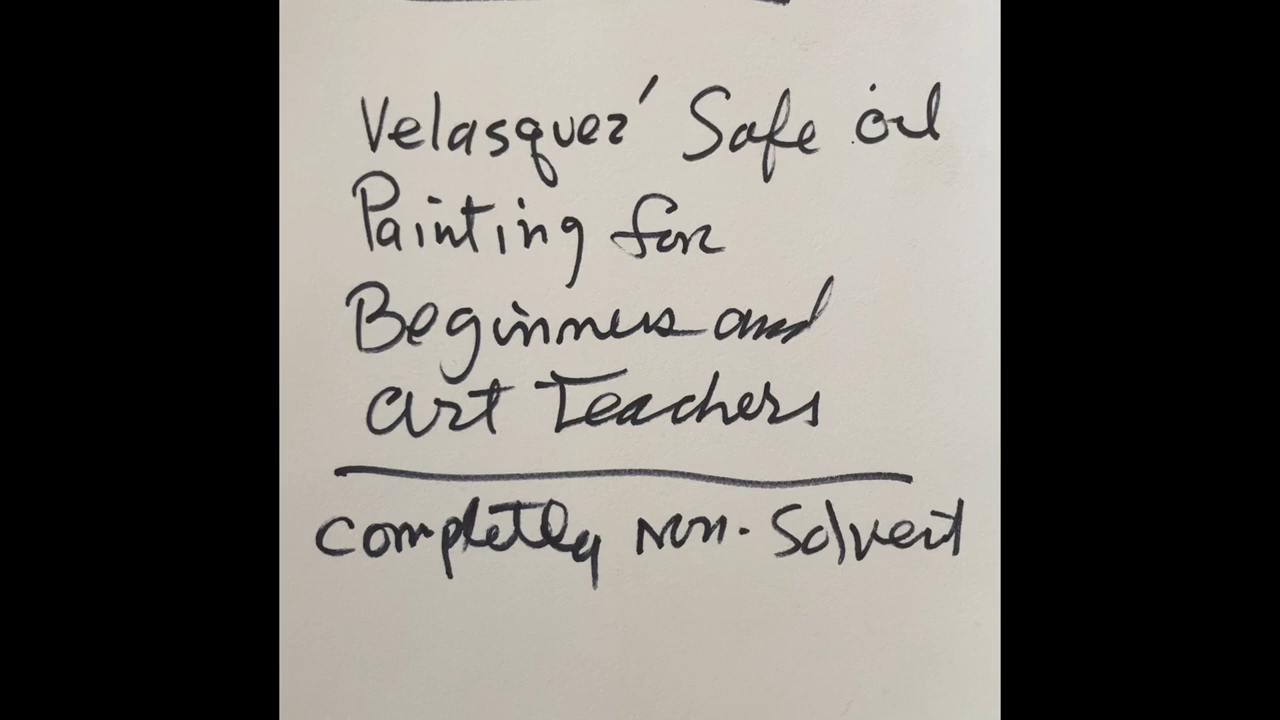 Velasquez' Safe oil
Painting for
Beginners and
art Teachers
completely non-Solvent